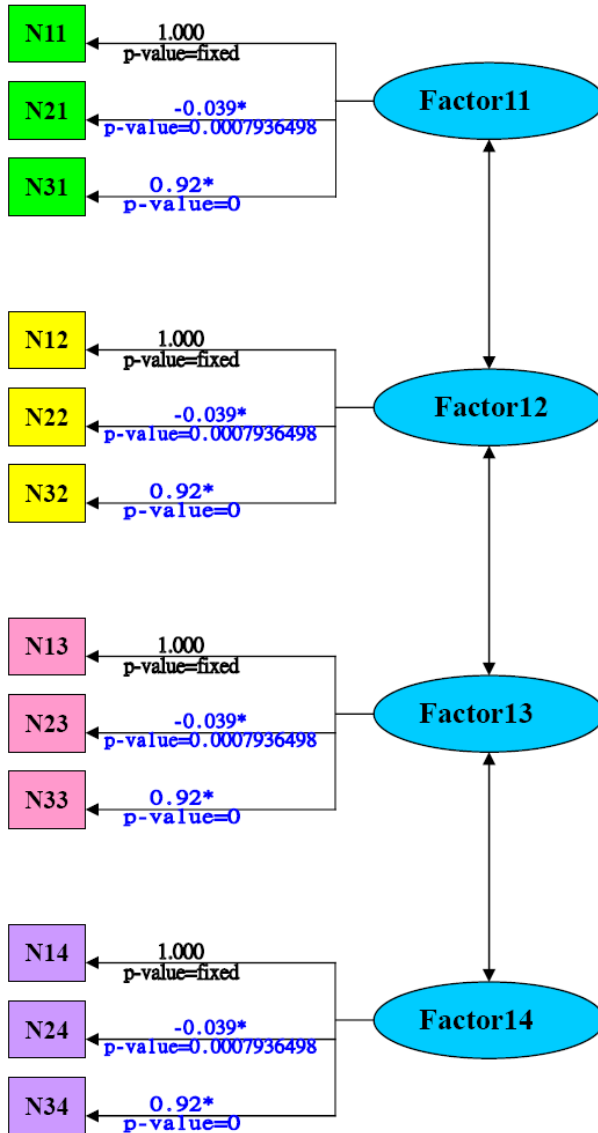 N11
1.000
p-value=fixed
Factor11
N21
-0.039*
p-value=0.0007936498
N31
0.92*
p-value=0
N12
1.000
p-value=fixed
Factor12
N22
-0.039*
p-value=0.0007936498
N32
0.92*
p-value=0
N13
1.000
p-value=fixed
Factor13
N23
-0.039*
p-value=0.0007936498
N33
0.92*
p-value=0
N14
1.000
p-value=fixed
Factor14
N24
-0.039*
p-value=0.0007936498
N34
0.92*
p-value=0